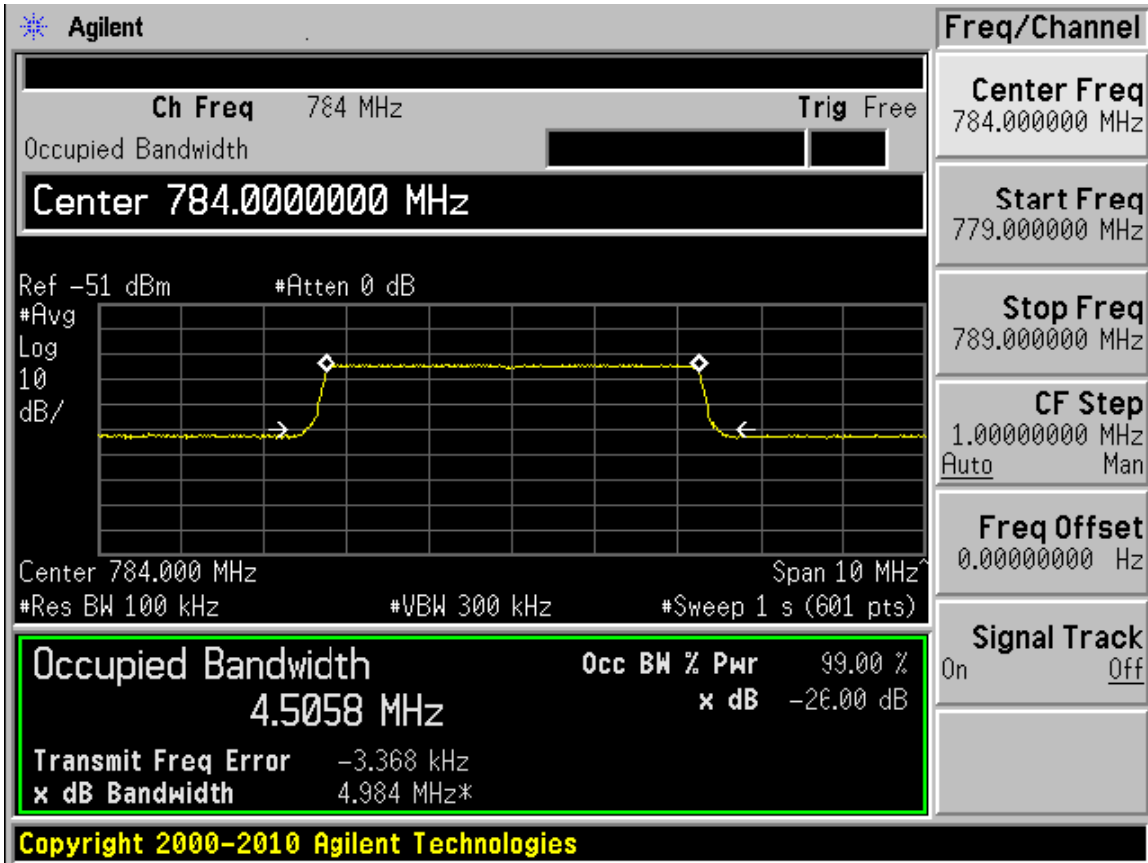 Agilent
Freq/Channel
Ch Freq 784 MHz
Trig Free
Occupied Bandwidth
Center 784.0000000 MHz
Ref -51 dBm
#Atten 0 dB
#Avg
Log
10
dB/
Center 784.000 MHz
Span 10 MHz^
#Res BW 100 kHz
#VBW 300 kHz
#Sweep 1 s (601 pts)
Occupied Bandwidth
4.5058 MHz
Occ BW % Pwr 99.00 %
x dB -26.00 dB
Transmit Freq Error -3.368 kHz
x dB Bandwidth 4.984 MHz*
Center Freq
784.000000 MHz
Start Freq
779.000000 MHz
Stop Freq
789.000000 MHz
CF Step
1.00000000 MHz
Auto Man
Freq Offset
0.00000000 Hz
Signal Track
On Off
Copyright 2000-2010 Agilent Technologies